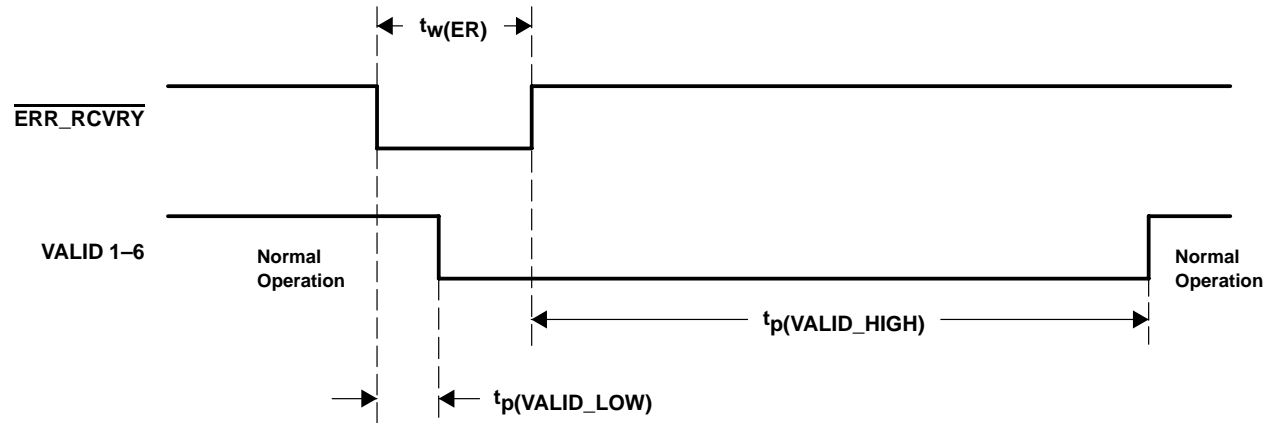 tw(ER)
ERR_RCVRY
VALID 1–6
Normal
Operation
Normal
Operation
tp(VALID_HIGH)
tp(VALID_LOW)